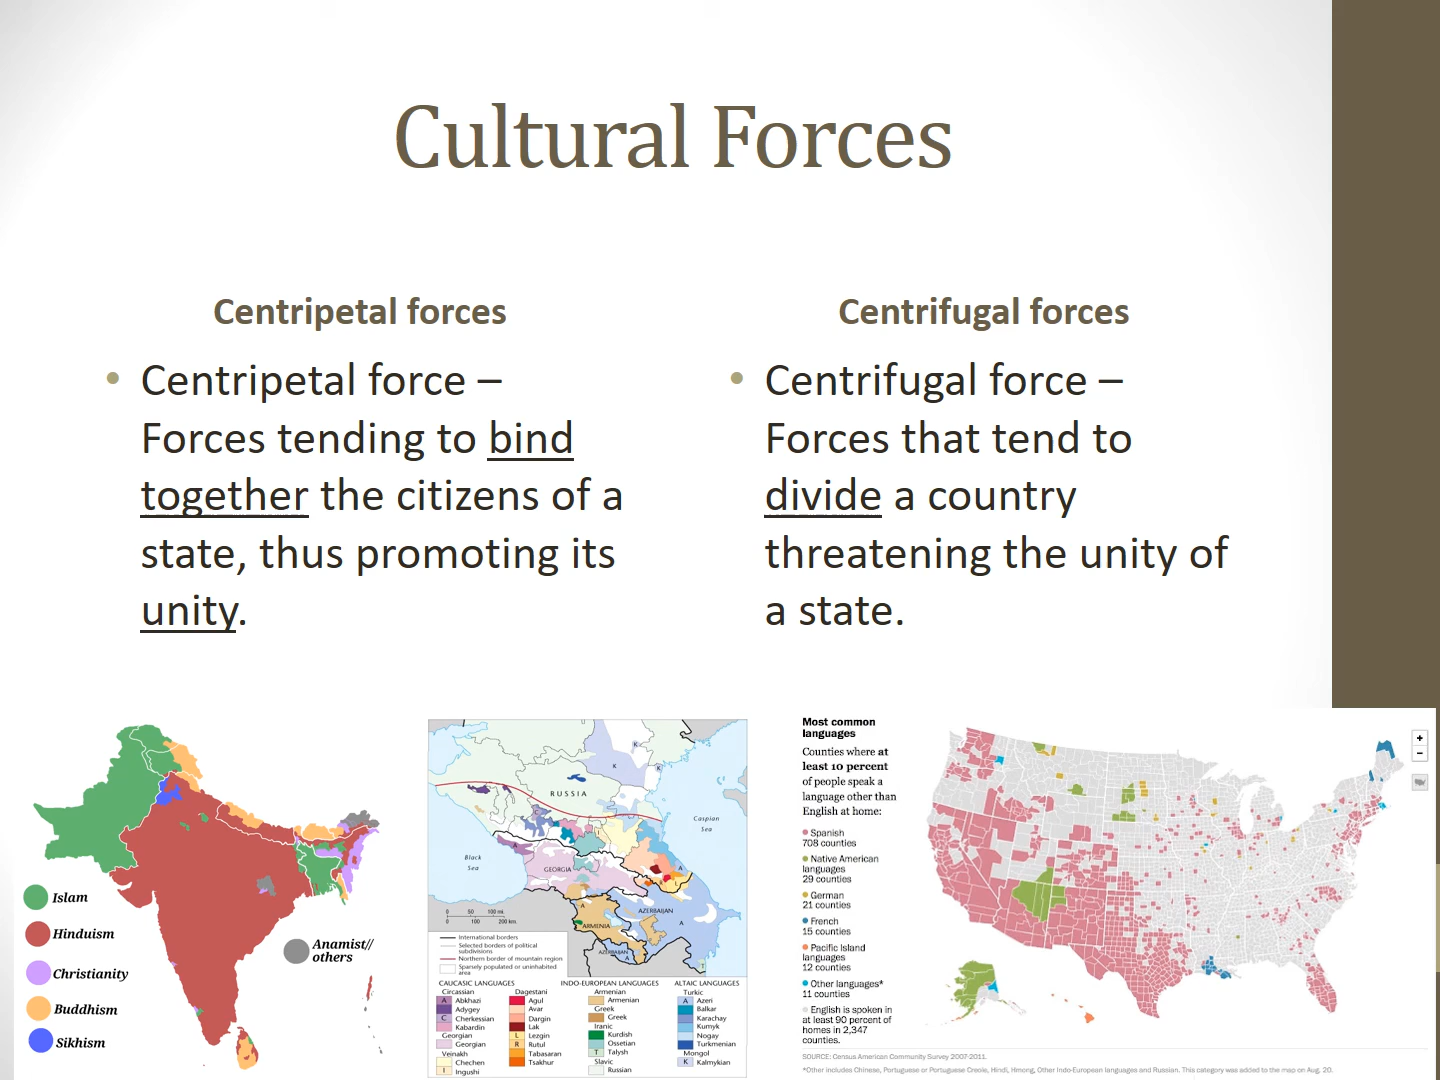 Cultural Forces
Centripetal forces
• Centripetal force –
Forces tending to bind
together the citizens of a
state, thus promoting its
unity.
Centrifugal forces
• Centrifugal force –
Forces that tend to
divide a country
threatening the unity of
a state.
Islam
Hinduism
Christianity
Buddhism
Sikhism
Anamist//
others
RUSSIA
Caspian
Sea
Black
Sea
GEORGIA
ARMENIA
AZERBAIJAN
AZERBAIJAN
0 50 100 mi.
0 100 200 km.
International borders
Selected borders of political
subdivisions
Northern border of mountain region
Sparsely populated or uninhabited
area
CAUCASIC LANGUAGES
Circassian
A Abkhazi
Adygey
C Cherkessian
Kabardin
Georgian
Georgian
Veinakh
Chechen
I Ingushi
Dagestani
Agul
Avar
Dargin
Lak
L Lezgin
R Rutul
Tabasaran
Tsakhur
INDO-EUROPEAN LANGUAGES
Armenian
Armenian
Greek
Greek
Iranic
Kurdish
Ossetian
T Talysh
Slavic
Russian
ALTAIC LANGUAGES
Turkic
A Azeri
Balkar
Karachay
Kumyk
Nogay
Turkmenian
Mongol
K Kalmykian
Most common
languages
Counties where at
least 10 percent
of people speak a
language other than
English at home:
Spanish
708 counties
Native American
languages
29 counties
German
21 counties
French
15 counties
Pacific Island
languages
12 counties
Other languages*
11 counties
English is spoken in
at least 90 percent of
homes in 2,347
counties.
+
−
SOURCE: Census American Community Survey 2007-2011.
*Other includes Chinese, Portuguese or Portuguese Creole, Hindi, Hmong, Other Indo-European languages and Russian. This category was added to the map on Aug. 20.